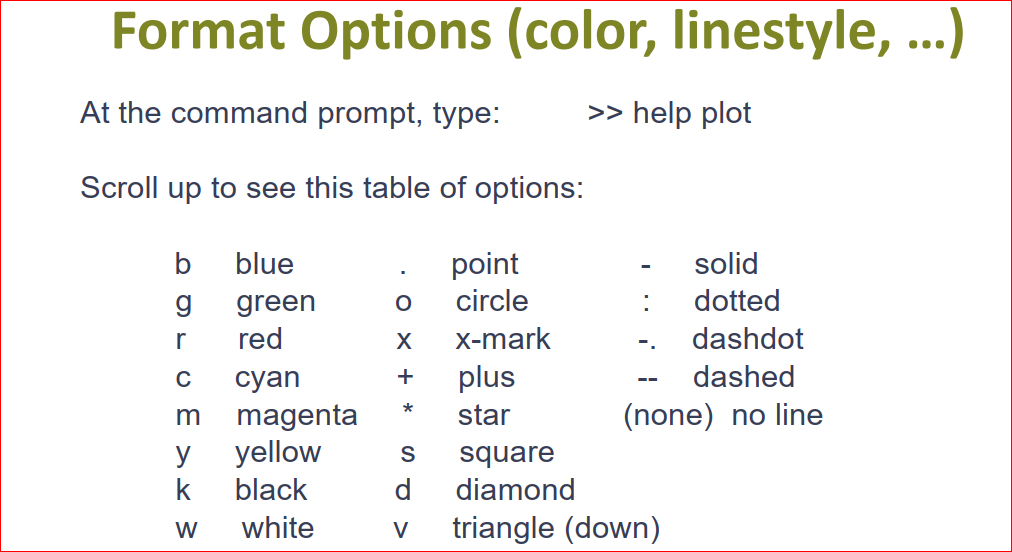 Format Options (color, linestyle, …)
At the command prompt, type: >> help plot
Scroll up to see this table of options:
b blue . point - solid
g green o circle : dotted
r red x x-mark -. dashdot
c cyan + plus -- dashed
m magenta * star (none) no line
y yellow s square
k black d diamond
w white v triangle (down)